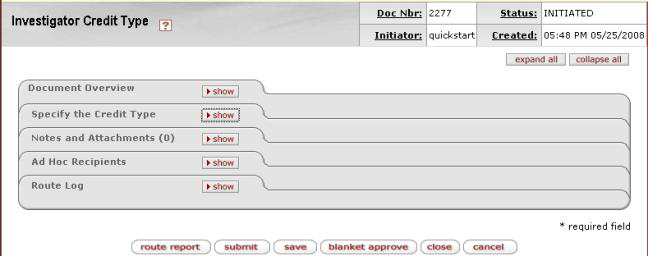 Investigator Credit Type ?
Doc Nbr: 2277 Status: INITIATED
Initiator: quickstart Created: 05:48 PM 05/25/2008
expand all collapse all
Document Overview show
Specify the Credit Type show
Notes and Attachments (0) show
Ad Hoc Recipients show
Route Log show
* required field
route report submit save blanket approve close cancel